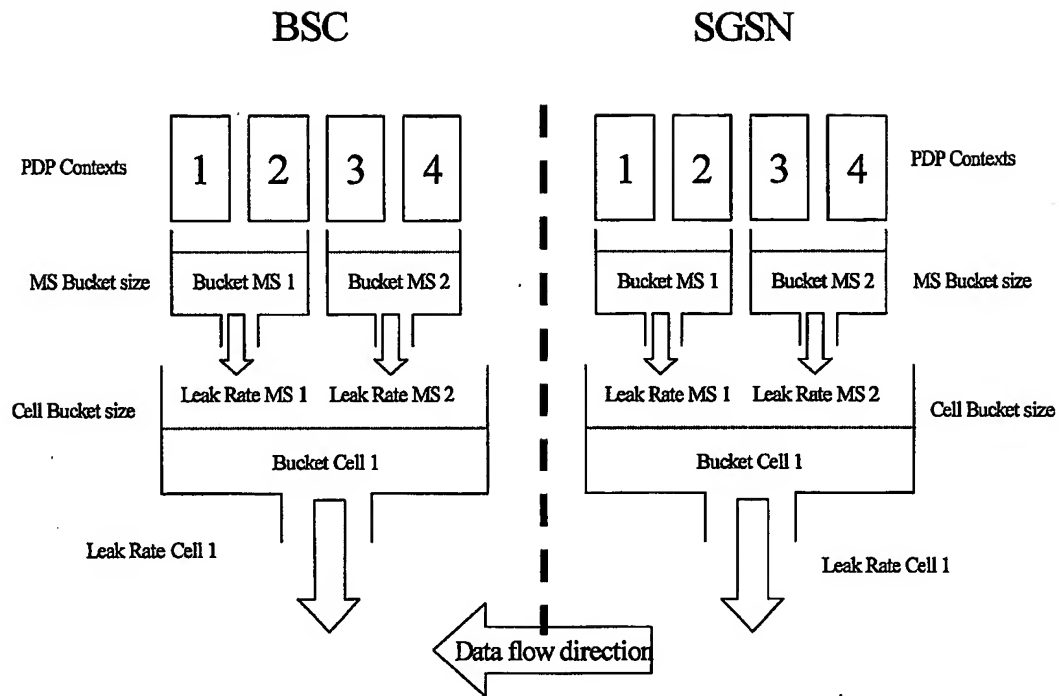 BSC
SGSN
PDP Contexts
1 2 3 4
1 2 3 4
PDP Contexts
MS Bucket size
Bucket MS 1
Bucket MS 2
Bucket MS 1
Bucket MS 2
MS Bucket size
Cell Bucket size
Leak Rate MS 1
Leak Rate MS 2
Leak Rate MS 1
Leak Rate MS 2
Cell Bucket size
Bucket Cell 1
Bucket Cell 1
Leak Rate Cell 1
Leak Rate Cell 1
Data flow direction